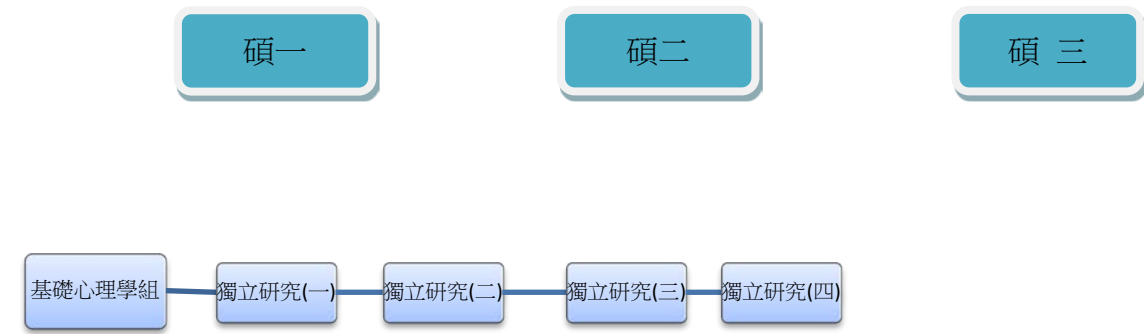 碩一
碩二
碩 三
基礎心理學組
獨立研究(一)
獨立研究(二)
獨立研究(三)
獨立研究(四)